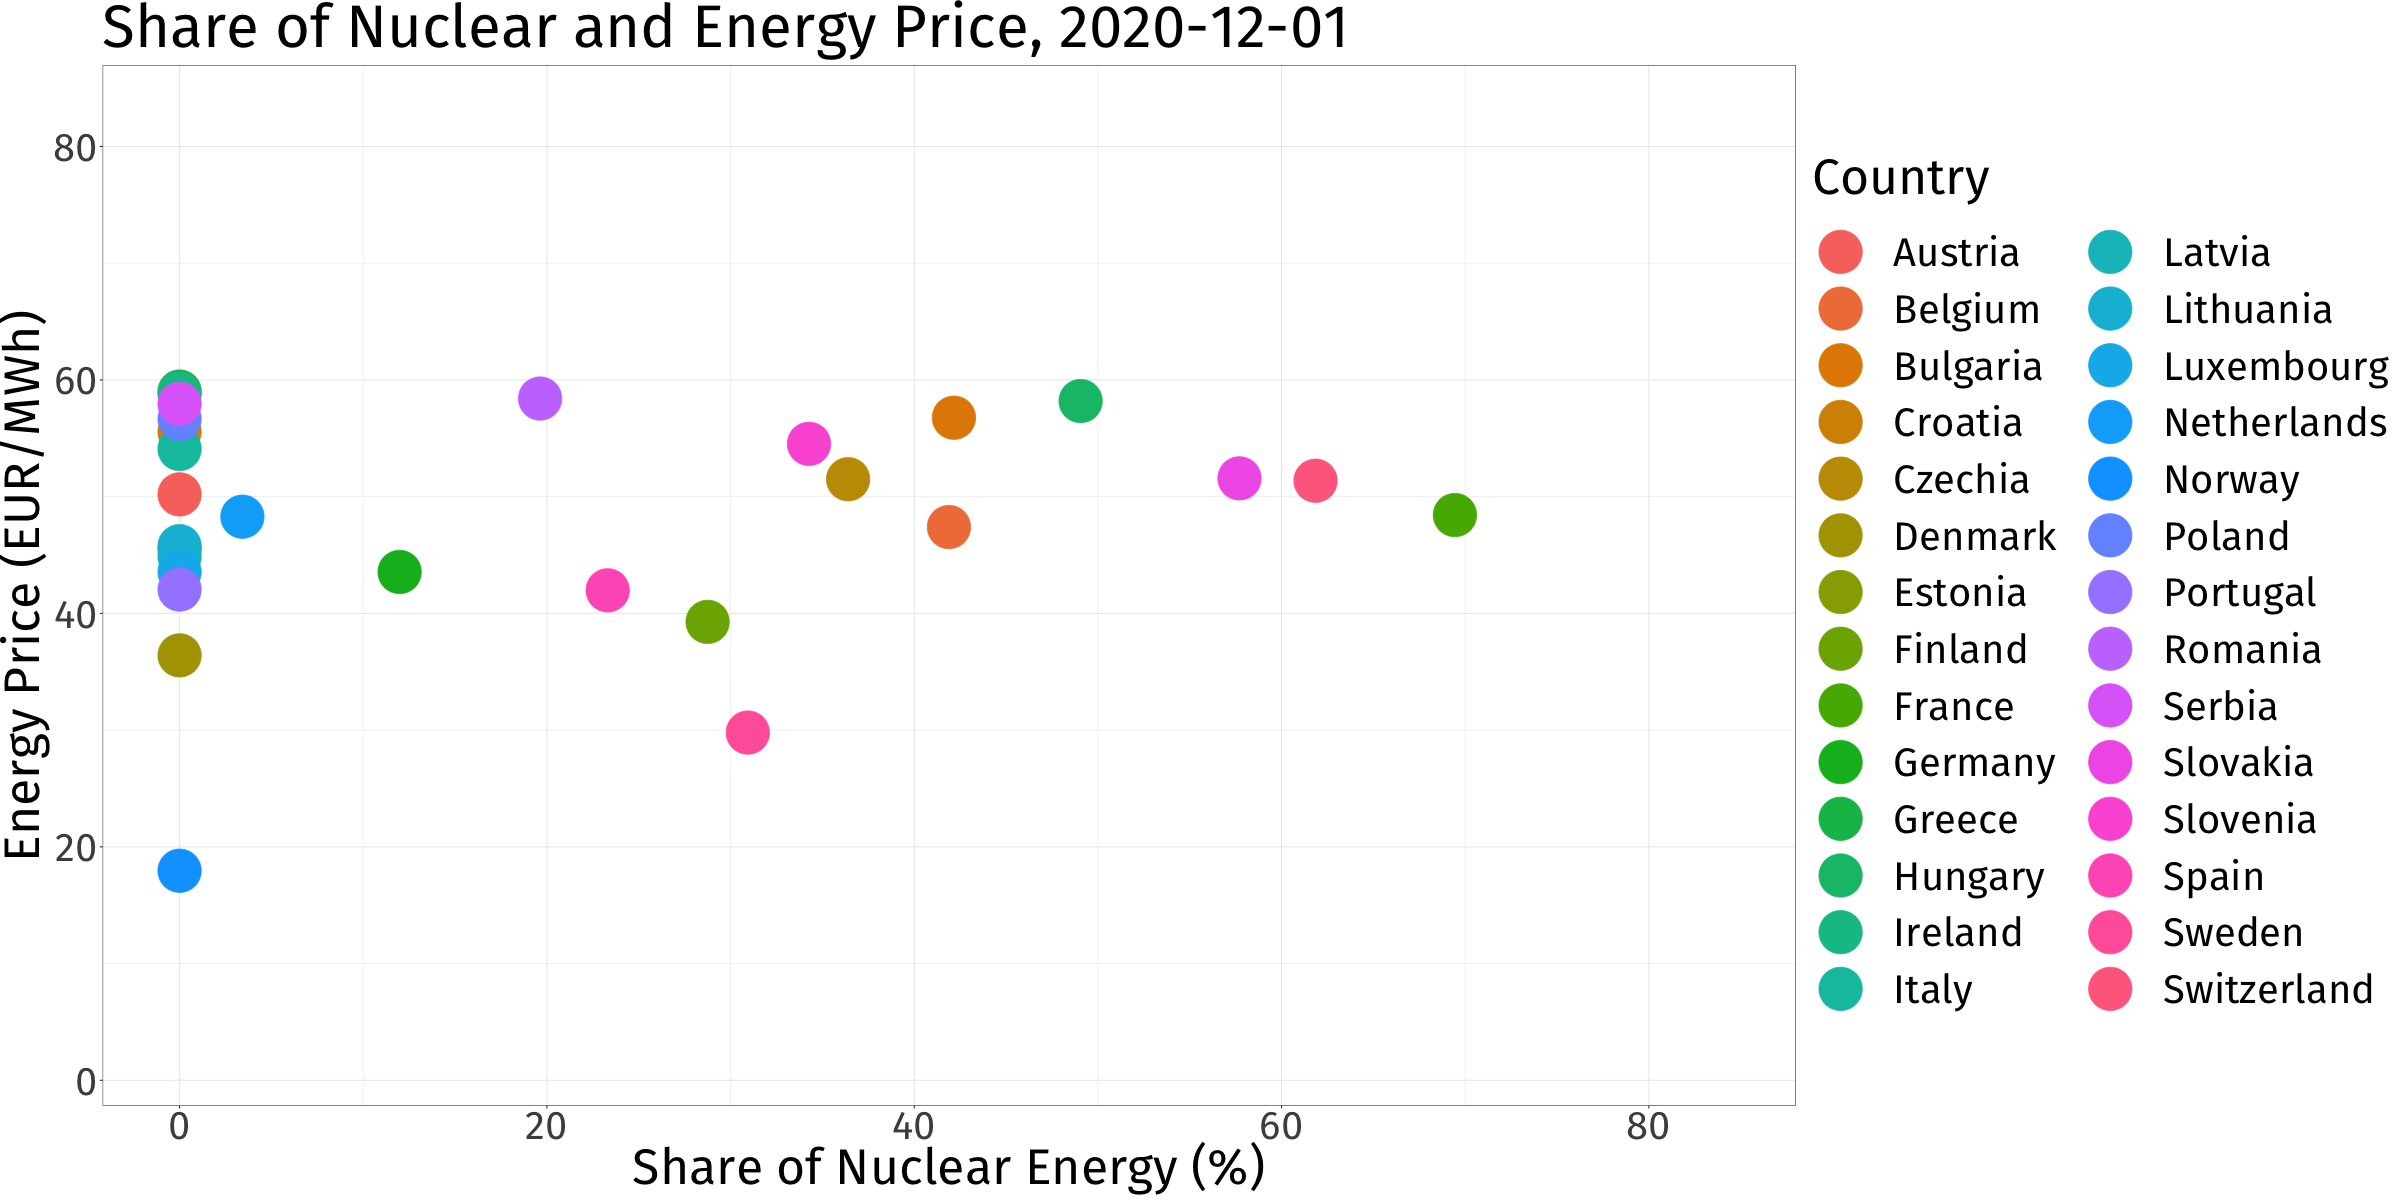 Share of Nuclear and Energy Price, 2020-12-01
Energy Price (EUR/MWh)
80
60
40
20
0
0
20
40
60
80
Share of Nuclear Energy (%)
Country
Austria
Belgium
Bulgaria
Croatia
Czechia
Denmark
Estonia
Finland
France
Germany
Greece
Hungary
Ireland
Italy
Latvia
Lithuania
Luxembourg
Netherlands
Norway
Poland
Portugal
Romania
Serbia
Slovakia
Slovenia
Spain
Sweden
Switzerland